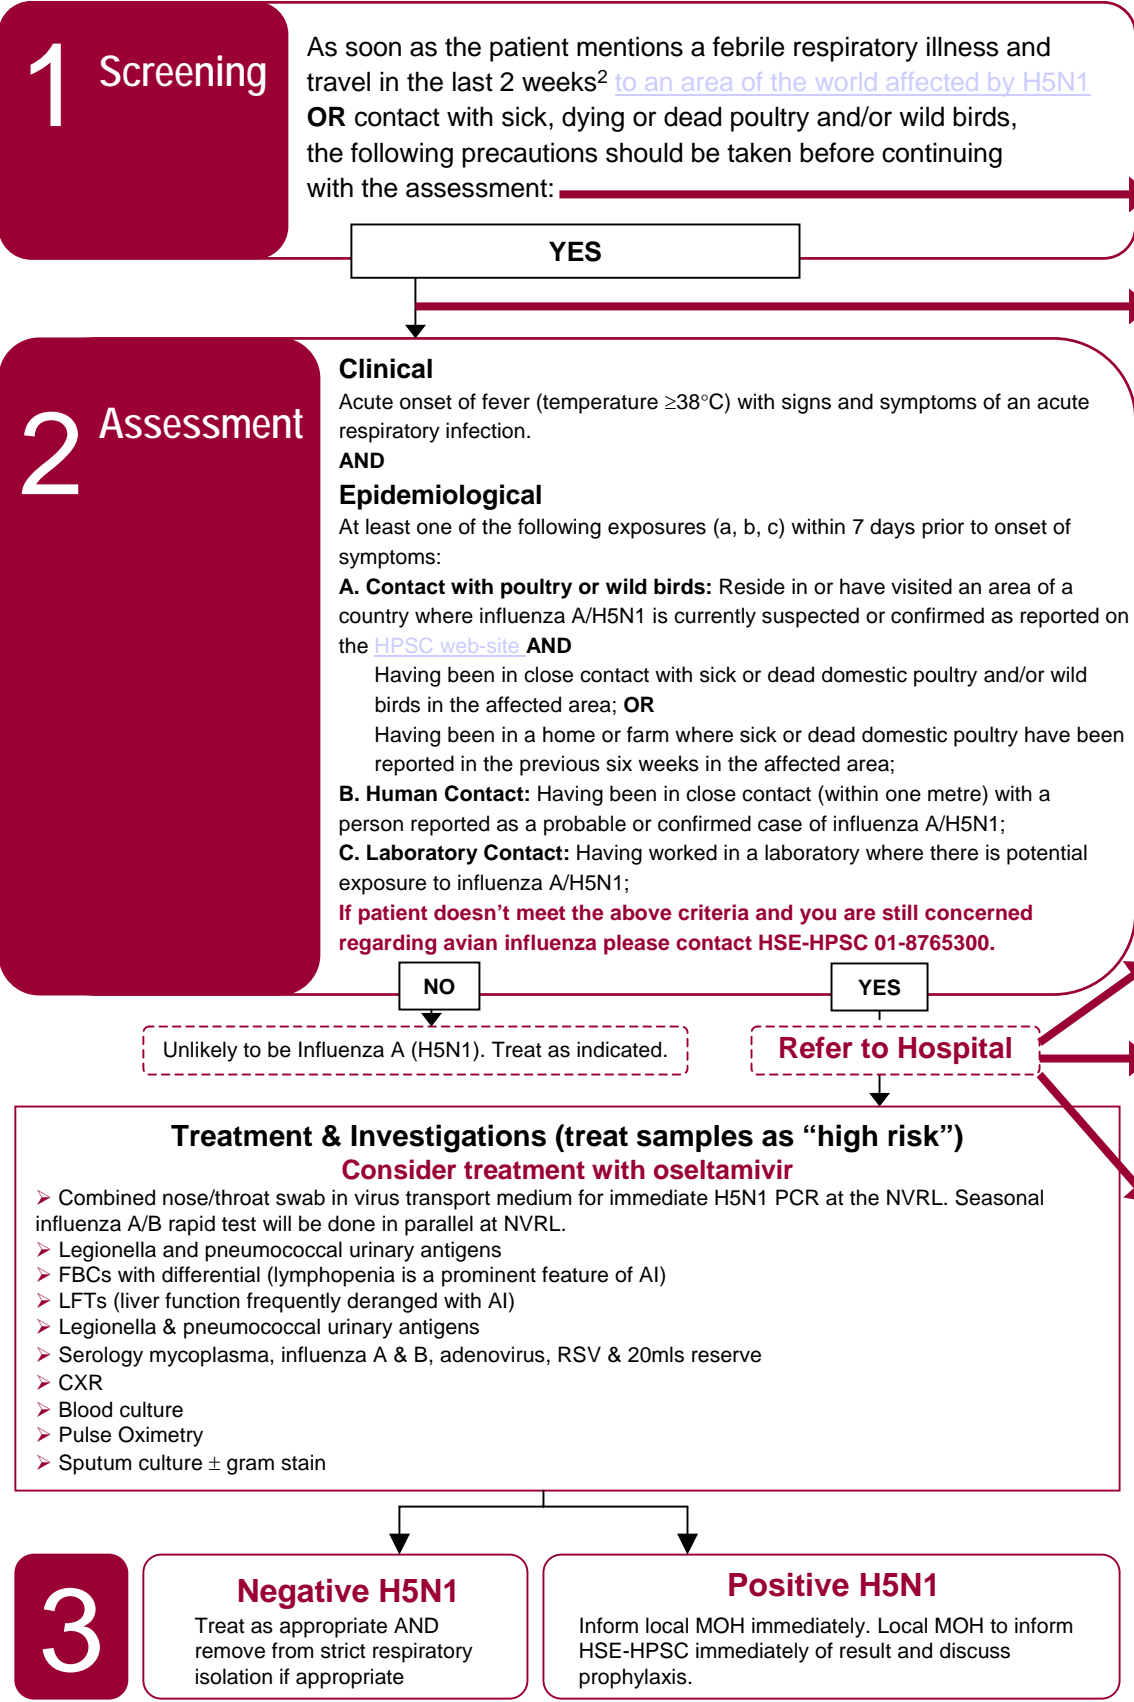 1 Screening
As soon as the patient mentions a febrile respiratory illness and
travel in the last 2 weeks2 to an area of the world affected by H5N1
OR contact with sick, dying or dead poultry and/or wild birds,
the following precautions should be taken before continuing
with the assessment:
YES
2 Assessment
Clinical
Acute onset of fever (temperature ≥38°C) with signs and symptoms of an acute
respiratory infection.
AND
Epidemiological
At least one of the following exposures (a, b, c) within 7 days prior to onset of
symptoms:
A. Contact with poultry or wild birds: Reside in or have visited an area of a
country where influenza A/H5N1 is currently suspected or confirmed as reported on
the HPSC web-site AND
Having been in close contact with sick or dead domestic poultry and/or wild
birds in the affected area; OR
Having been in a home or farm where sick or dead domestic poultry have been
reported in the previous six weeks in the affected area;
B. Human Contact: Having been in close contact (within one metre) with a
person reported as a probable or confirmed case of influenza A/H5N1;
C. Laboratory Contact: Having worked in a laboratory where there is potential
exposure to influenza A/H5N1;
If patient doesn't meet the above criteria and you are still concerned
regarding avian influenza please contact HSE-HPSC 01-8765300.
NO
YES
Unlikely to be Influenza A (H5N1). Treat as indicated.
Refer to Hospital
Treatment & Investigations (treat samples as “high risk”)
Consider treatment with oseltamivir
➢ Combined nose/throat swab in virus transport medium for immediate H5N1 PCR at the NVRL. Seasonal
influenza A/B rapid test will be done in parallel at NVRL.
➢ Legionella and pneumococcal urinary antigens
➢ FBCs with differential (lymphopenia is a prominent feature of AI)
➢ LFTs (liver function frequently deranged with AI)
➢ Legionella & pneumococcal urinary antigens
➢ Serology mycoplasma, influenza A & B, adenovirus, RSV & 20mls reserve
➢ CXR
➢ Blood culture
➢ Pulse Oximetry
➢ Sputum culture ± gram stain
3
Negative H5N1
Treat as appropriate AND
remove from strict respiratory
isolation if appropriate
Positive H5N1
Inform local MOH immediately. Local MOH to inform
HSE-HPSC immediately of result and discuss
prophylaxis.